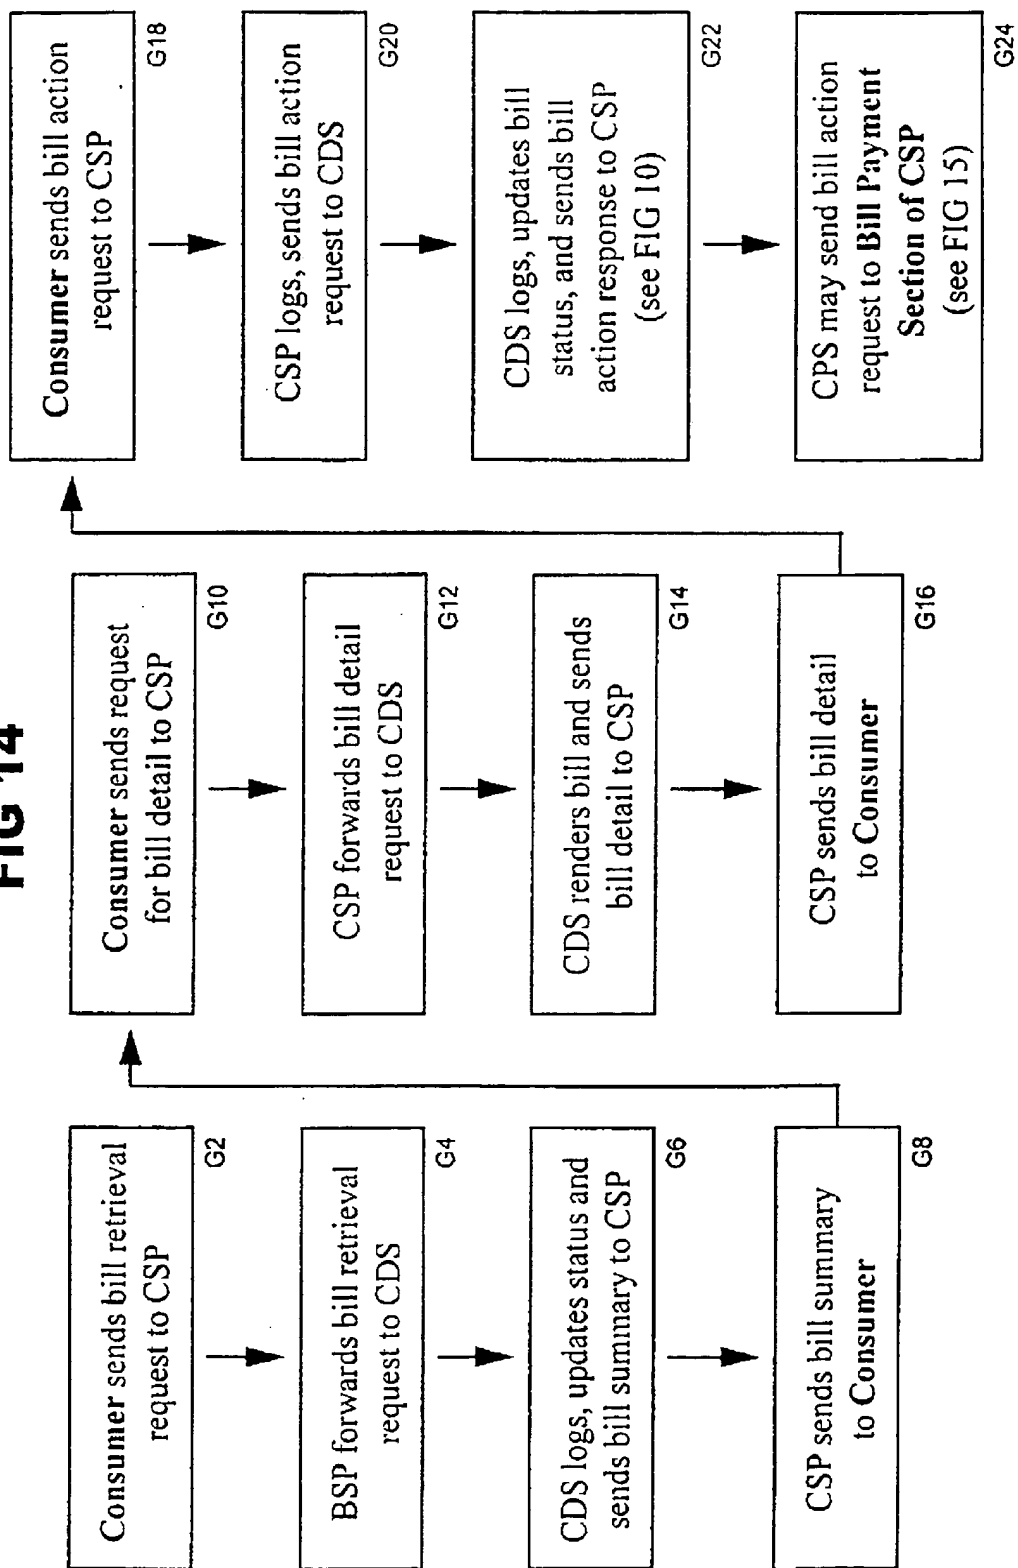 FIG 14
Consumer sends bill retrieval
request to CSP
G2
BSP forwards bill retrieval
request to CDS
G4
CDS logs, updates status and
sends bill summary to CSP
G6
CSP sends bill summary
to Consumer
G8
Consumer sends request
for bill detail to CSP
G10
CSP forwards bill detail
request to CDS
G12
CDS renders bill and sends
bill detail to CSP
G14
CSP sends bill detail
to Consumer
G16
Consumer sends bill action
request to CSP
G18
CSP logs, sends bill action
request to CDS
G20
CDS logs, updates bill
status, and sends bill
action response to CSP
(see FIG 10)
G22
CPS may send bill action
request to Bill Payment
Section of CSP
(see FIG 15)
G24